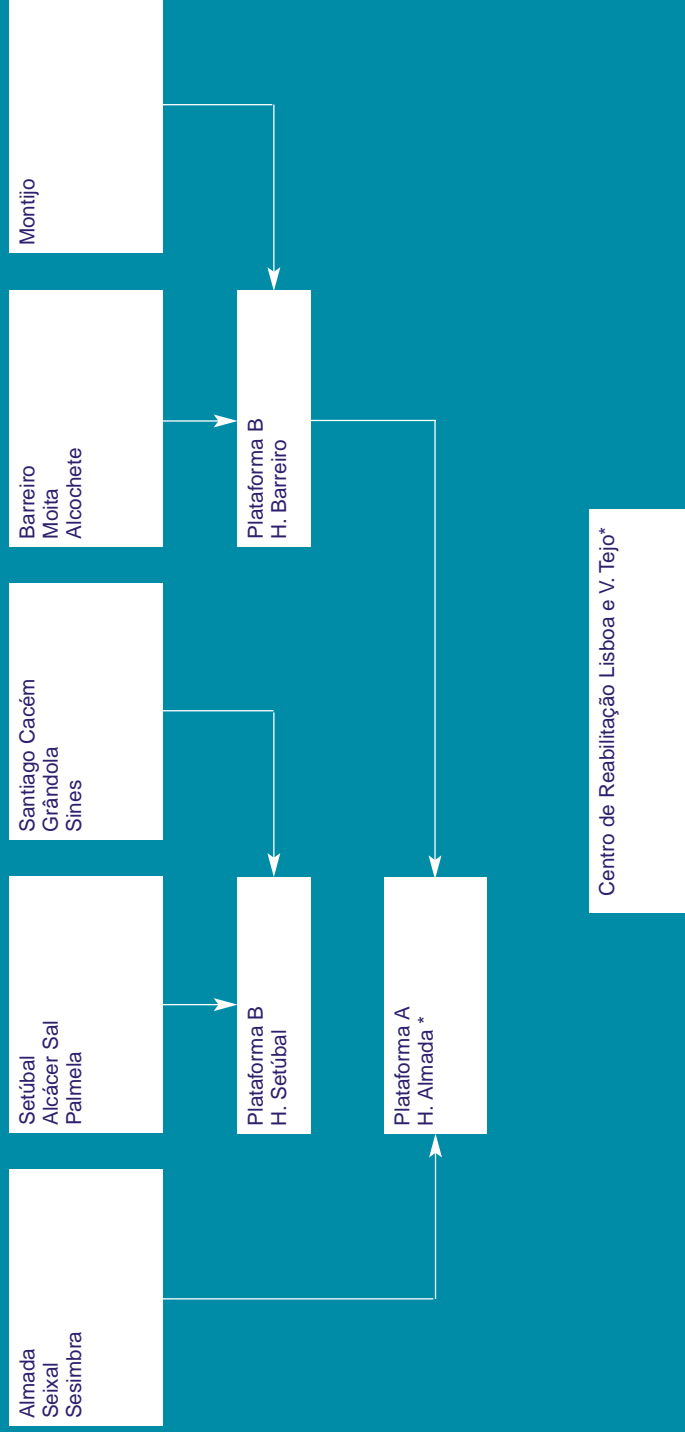 Almada
Seixal
Sesimbra
Setúbal
Alcácer Sal
Palmela
Santiago Cacém
Grândola
Sines
Barreiro
Moita
Alcochete
Montijo
Plataforma B
H. Setúbal
Plataforma B
H. Barreiro
Plataforma A
H. Almada *
Centro de Reabilitação Lisboa e V. Tejo*